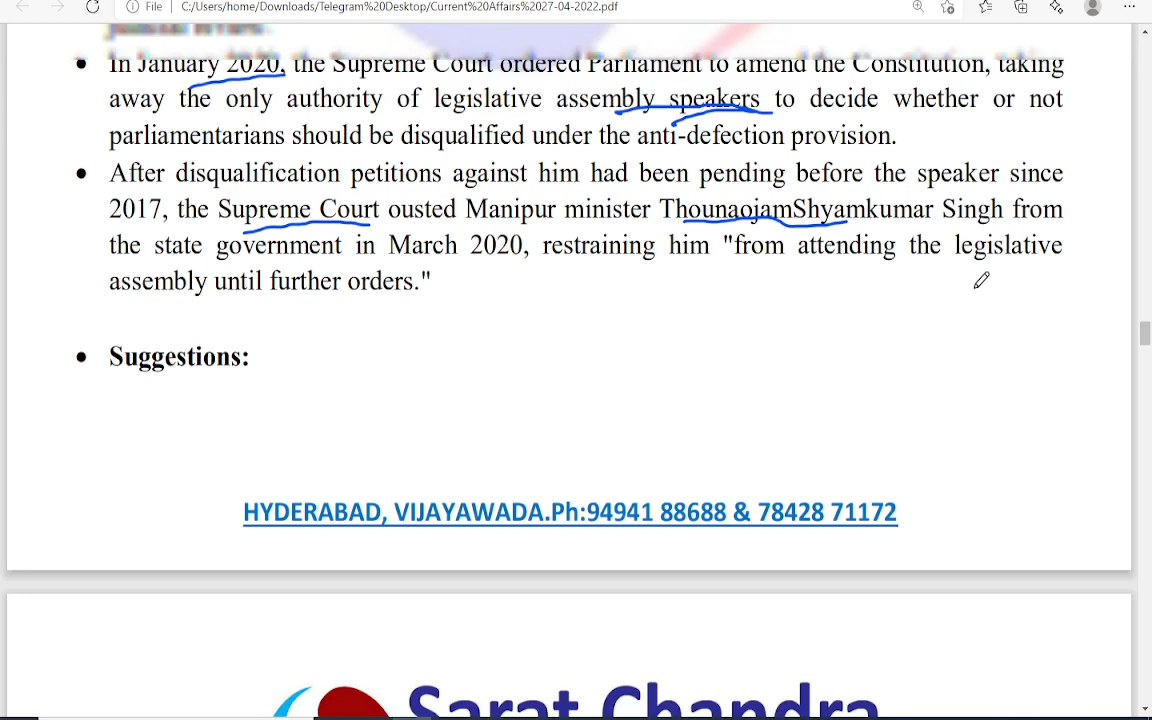 File | C:/Users/home/Downloads/Telegram%20Desktop/Current%20Affairs%2027-04-2022.pdf
• In January 2020, the Supreme Court ordered Parliament to amend the Constitution, taking
away the only authority of legislative assembly speakers to decide whether or not
parliamentarians should be disqualified under the anti-defection provision.
• After disqualification petitions against him had been pending before the speaker since
2017, the Supreme Court ousted Manipur minister ThounaojamShyamkumar Singh from
the state government in March 2020, restraining him "from attending the legislative
assembly until further orders."
• Suggestions:
HYDERABAD, VIJAYAWADA.Ph:94941 88688 & 78428 71172
Sarat Chandra